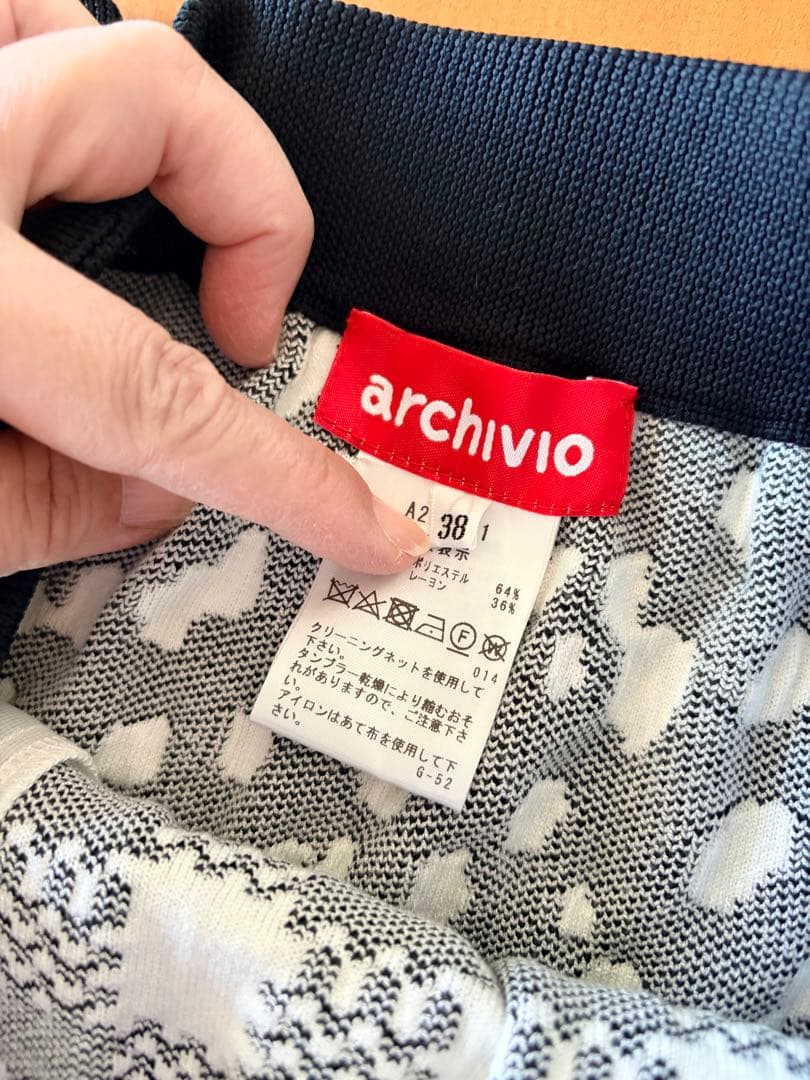 archivio
A2
38
1
表示
ポリエステル 64%
レーヨン 36%
014
クリーニングネットを使用して
下さい。
タンブラー乾燥により縮むおそ
れがありますので、ご注意下さ
い。
アイロンはあて布を使用して下
さい。
G-52